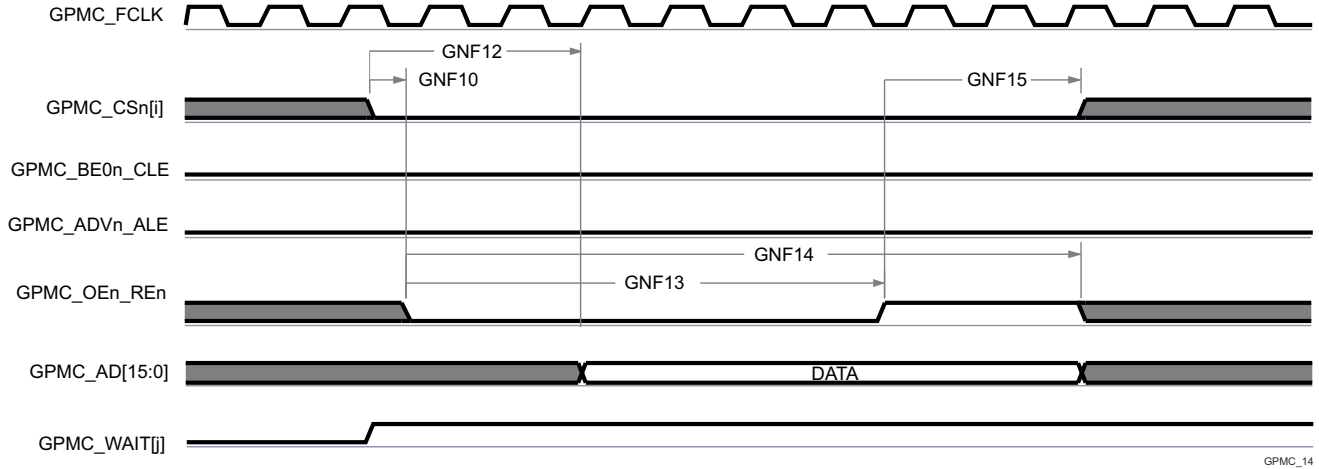 GPMC_FCLK
GNF12
GNF10
GNF15
GPMC_CSn[i]
GPMC_BE0n_CLE
GPMC_ADVn_ALE
GNF14
GNF13
GPMC_OEn_REn
GPMC_AD[15:0]
DATA
GPMC_WAIT[j]
GPMC_14